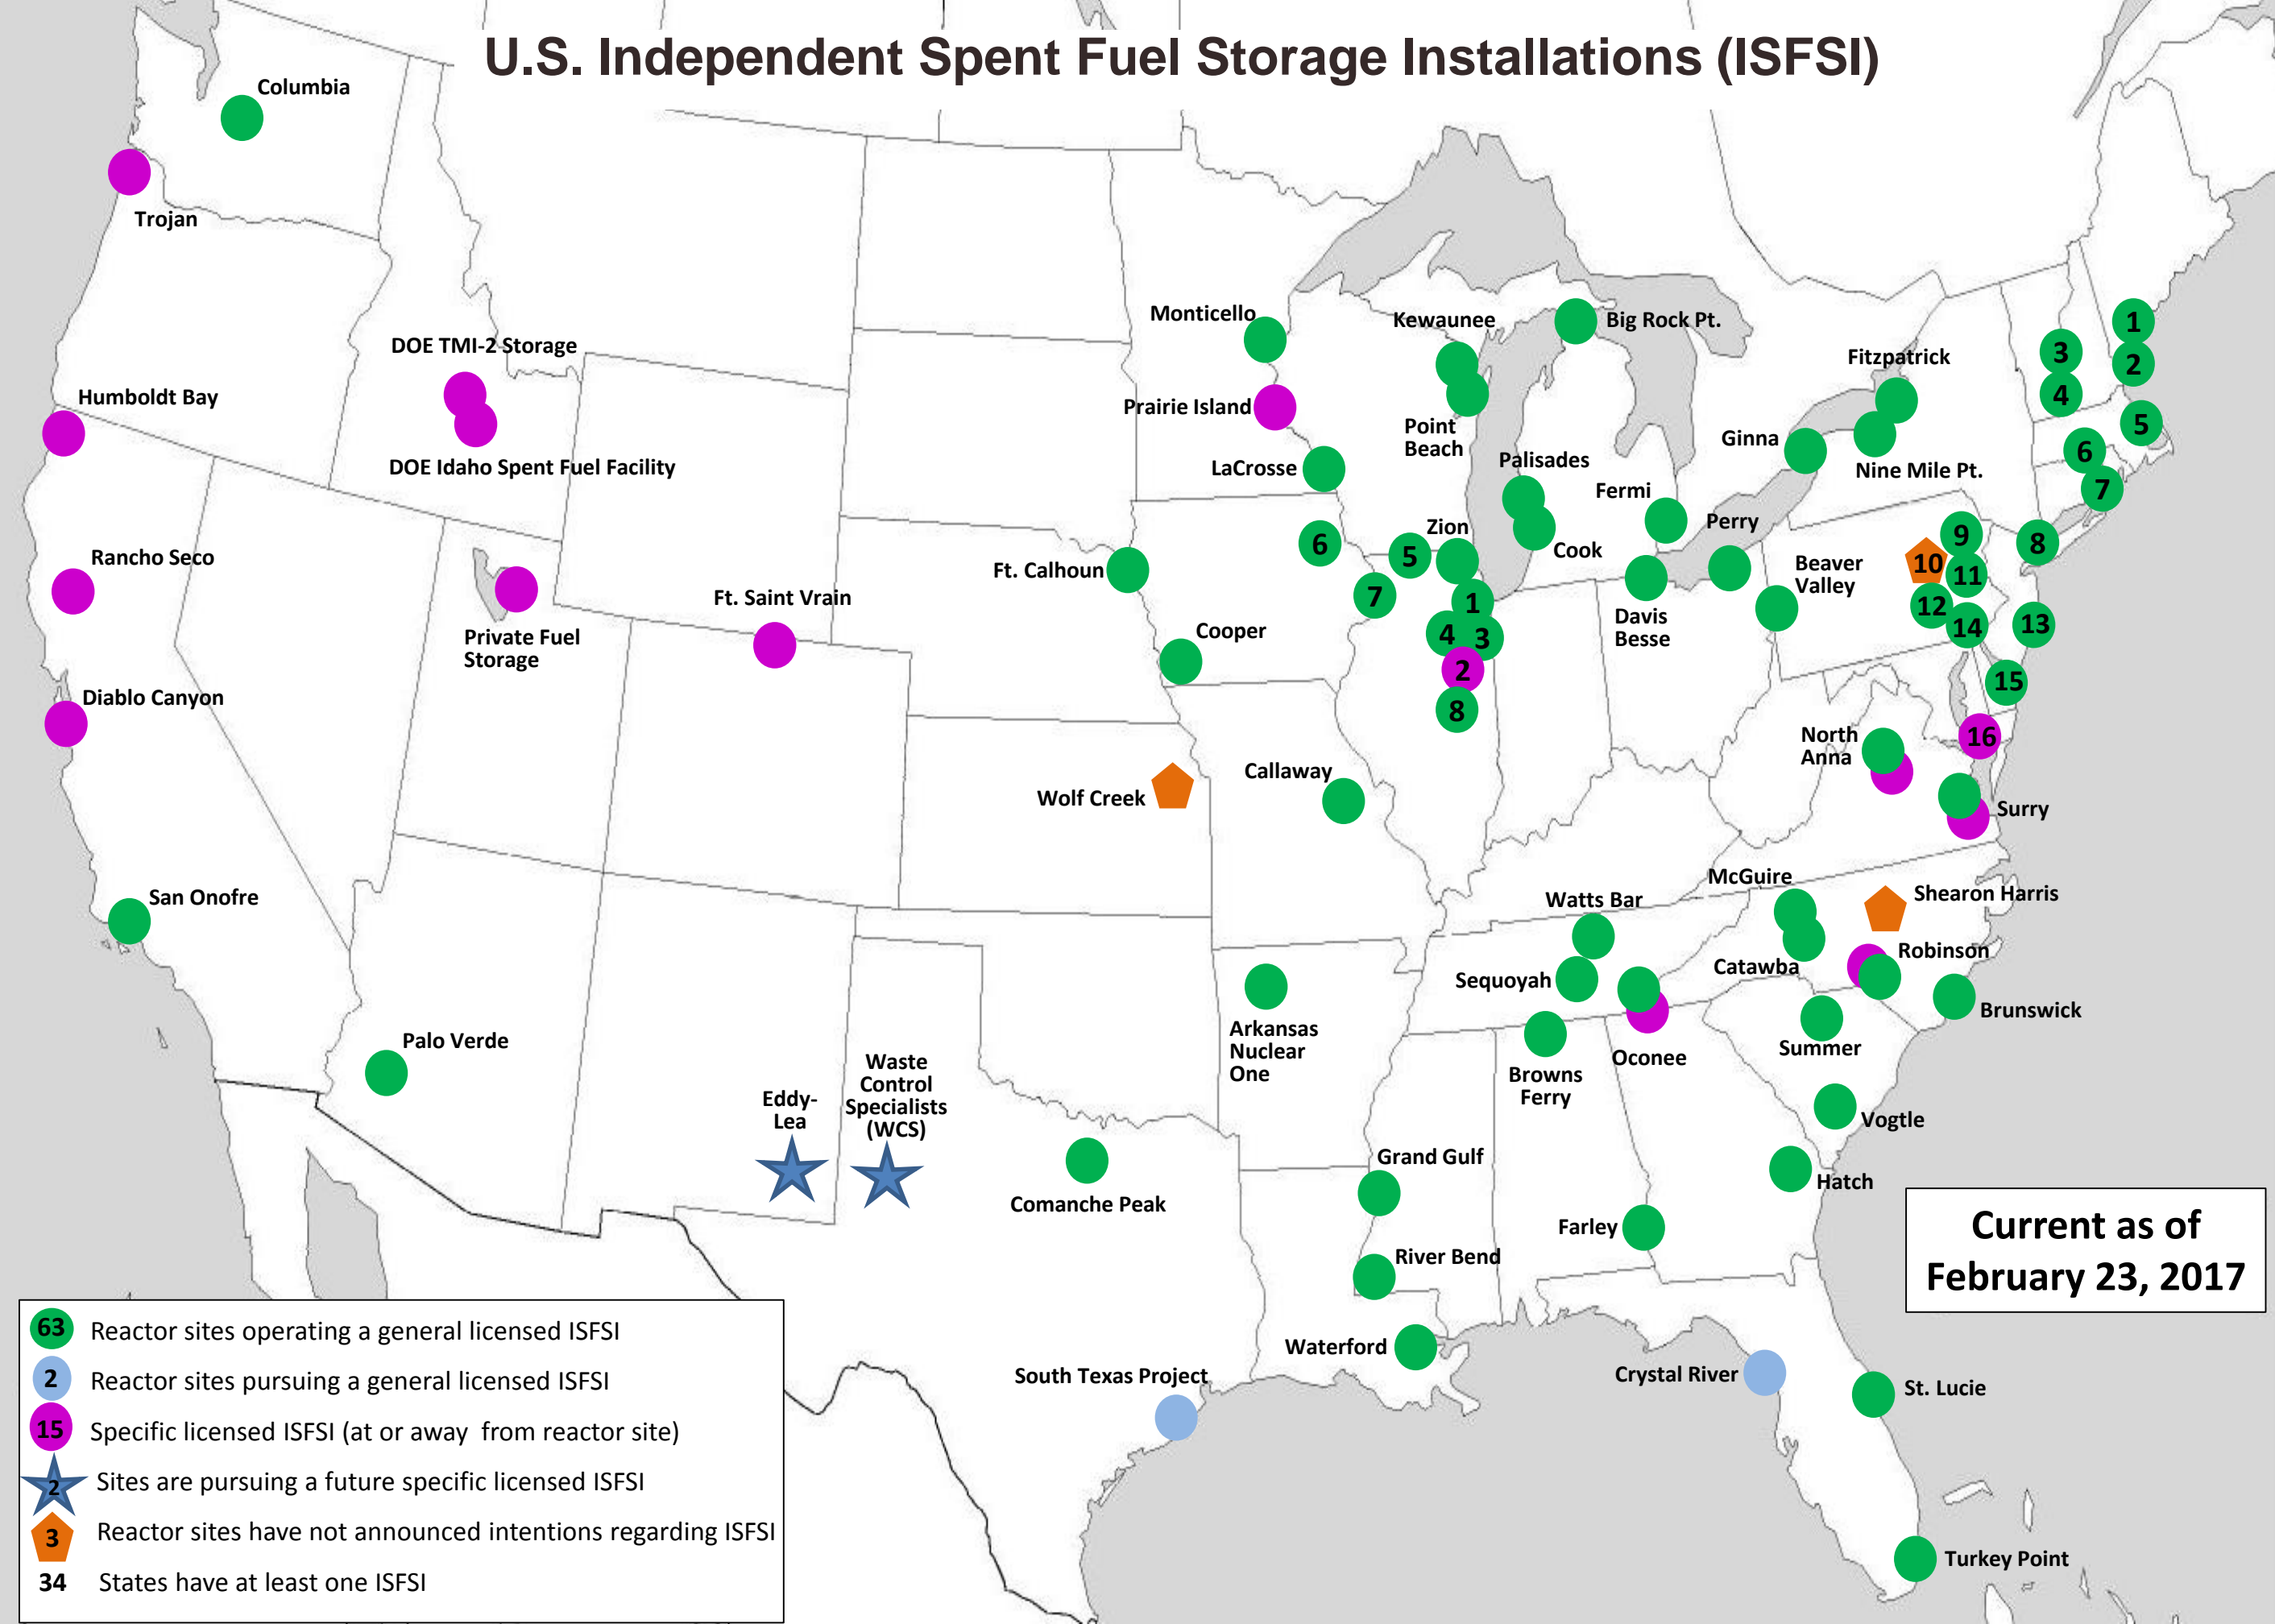 U.S. Independent Spent Fuel Storage Installations (ISFSI)
Columbia
Trojan
Humboldt Bay
DOE TMI-2 Storage
DOE Idaho Spent Fuel Facility
Rancho Seco
Private Fuel
Storage
Ft. Saint Vrain
Diablo Canyon
San Onofre
Palo Verde
Eddy-
Lea
Waste
Control
Specialists
(WCS)
Comanche Peak
South Texas Project
Monticello
Prairie Island
LaCrosse
Ft. Calhoun
Cooper
Wolf Creek
Callaway
Arkansas
Nuclear
One
Kewaunee
Point
Beach
Big Rock Pt.
Palisades
Cook
Fermi
Zion
6
5
7
1
4
3
2
8
Davis
Besse
Perry
Beaver
Valley
Ginna
Fitzpatrick
Nine Mile Pt.
1
2
3
4
5
6
7
8
9
10
11
12
13
14
15
16
North
Anna
Surry
McGuire
Shearon Harris
Catawba
Robinson
Brunswick
Watts Bar
Sequoyah
Oconee
Browns
Ferry
Summer
Vogtle
Hatch
Farley
Grand Gulf
River Bend
Waterford
Crystal River
St. Lucie
Turkey Point
Current as of
February 23, 2017
63 Reactor sites operating a general licensed ISFSI
2 Reactor sites pursuing a general licensed ISFSI
15 Specific licensed ISFSI (at or away from reactor site)
2 Sites are pursuing a future specific licensed ISFSI
3 Reactor sites have not announced intentions regarding ISFSI
34 States have at least one ISFSI